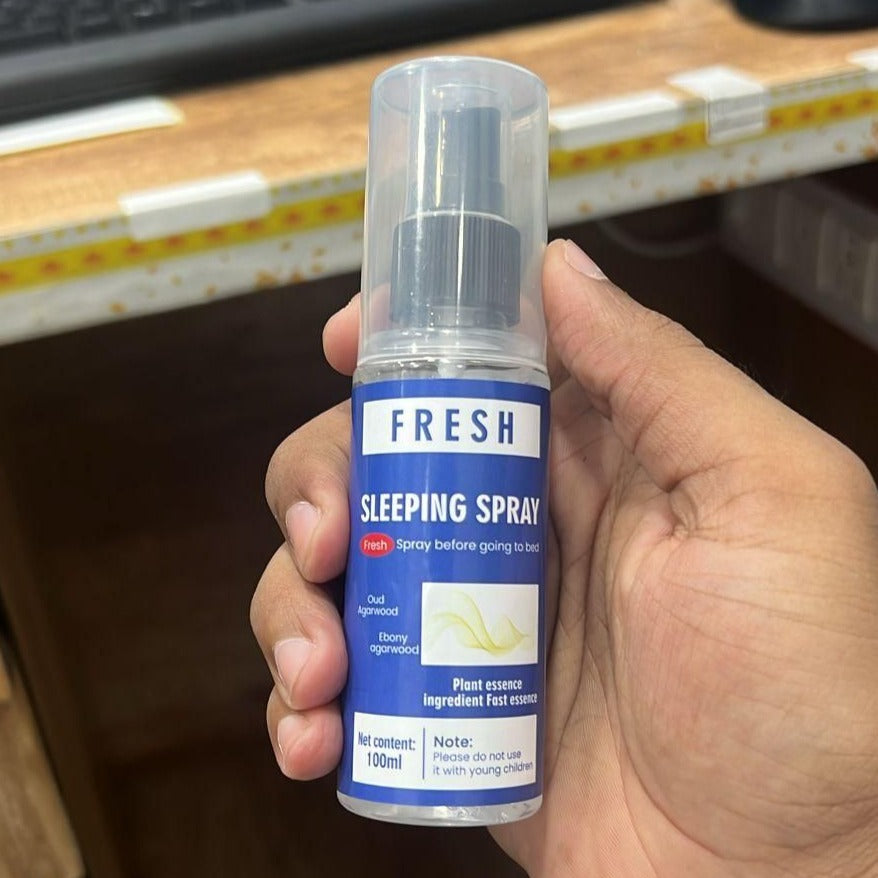 FRESH
SLEEPING SPRAY
Fresh Spray before going to bed
Oud
Agarwood
Ebony
agarwood
Plant essence
ingredient Fast essence
Net content:
100ml
Note:
Please do not use
it with young children